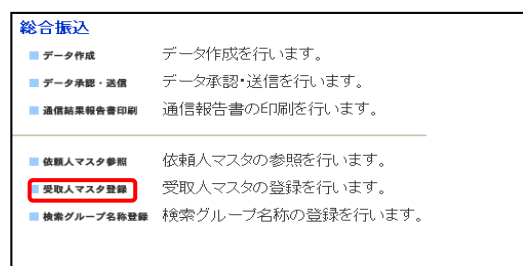 総合振込
データ作成 データ作成を行います。
データ承認・送信 データ承認・送信を行います。
通信結果報告書印刷 通信報告書の印刷を行います。
依頼人マスタ参照 依頼人マスタの参照を行います。
受取人マスタ登録 受取人マスタの登録を行います。
検索グループ名称登録 検索グループ名称の登録を行います。